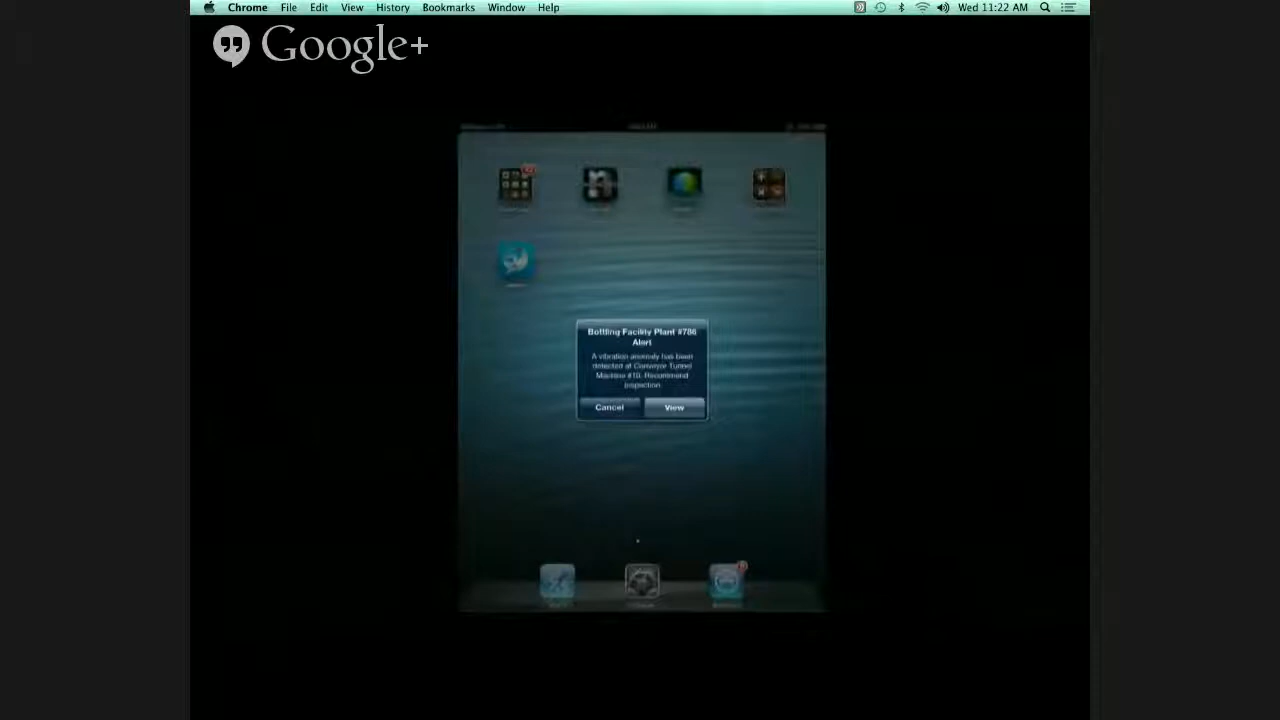 Chrome File Edit View History Bookmarks Window Help Wed 11:22 AM
Google+
Bottling Facility Plant #786
Alert
A vibration anomaly has been
detected at Conveyor Tunnel
Machine #10. Recommend
inspection
Cancel View